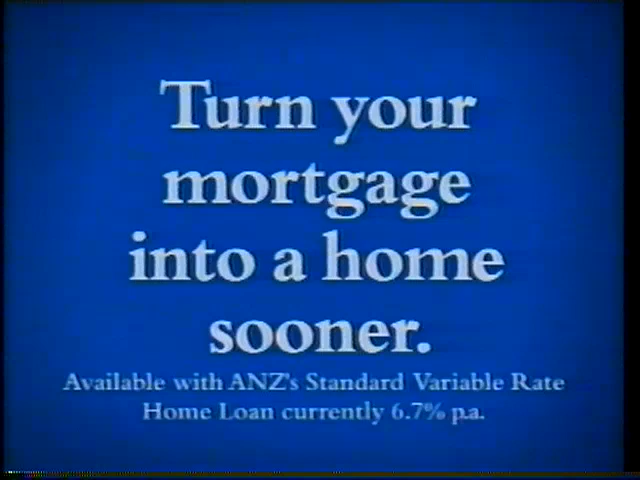 Turn your
mortgage
into a home
sooner.
Available with ANZ's Standard Variable Rate
Home Loan currently 6.7% p.a.